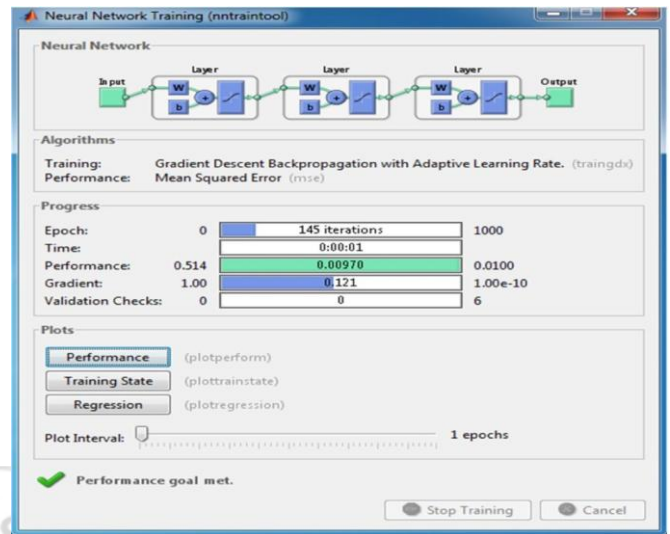 Neural Network Training (nntraintool)
Neural Network
Layer Layer Layer
Input Output
W W W
b b b
+ + +
Algorithms
Training: Gradient Descent Backpropagation with Adaptive Learning Rate. (traingdx)
Performance: Mean Squared Error (mse)
Progress
Epoch: 0 145 iterations 1000
Time: 0:00:01
Performance: 0.514 0.00970 0.0100
Gradient: 1.00 0.121 1.00e-10
Validation Checks: 0 0 6
Plots
Performance (plotperform)
Training State (plottrainstate)
Regression (plotregression)
Plot Interval: 1 epochs
Performance goal met.
Stop Training Cancel